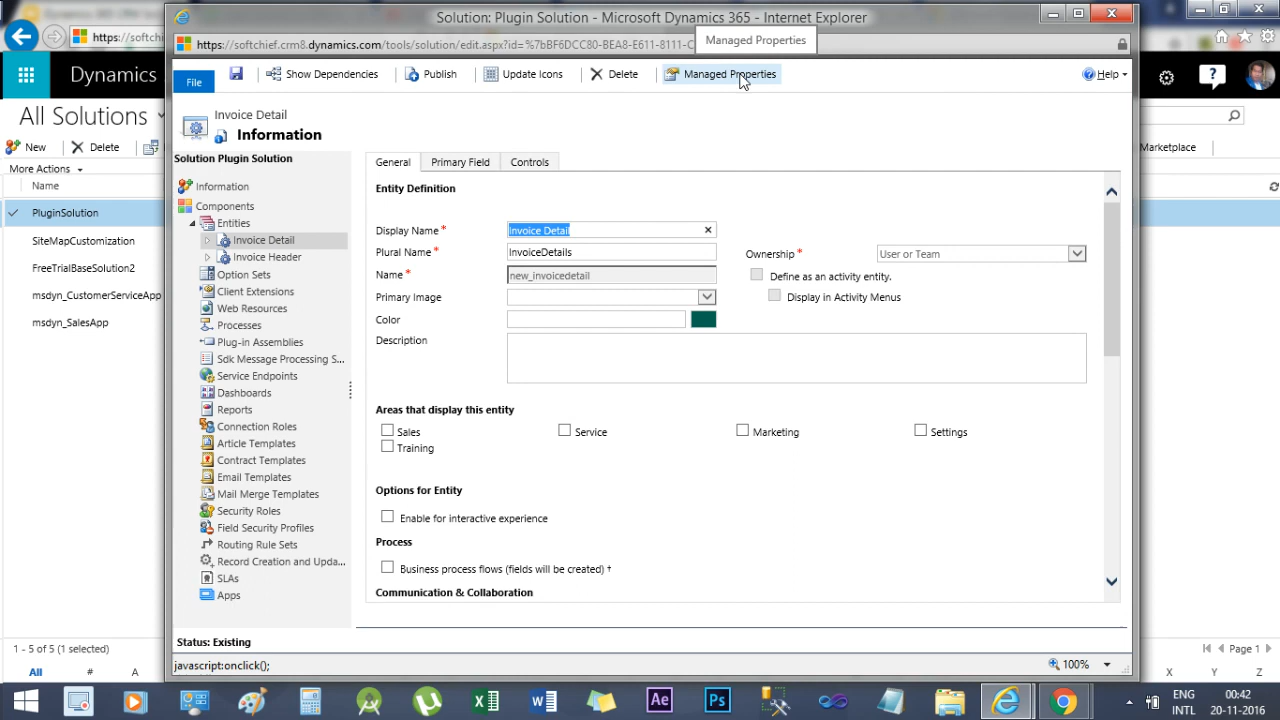 Solution: Plugin Solution - Microsoft Dynamics 365 - Internet Explorer
Managed Properties
https://
https://softchief.crm8.dynamics.com/tools/solution/edit.aspx?id=%7bBF6DCC80-BEA8-E611-8111-C
Dynamics
File
Show Dependencies
Publish
Update Icons
Delete
Managed Properties
Help
All Solutions
New
Delete
More Actions
Name
PluginSolution
SiteMapCustomization
FreeTrialBaseSolution2
msdyn_CustomerServiceApp
msdyn_SalesApp
Marketplace
Invoice Detail
Information
Solution Plugin Solution
Information
Components
Entities
Invoice Detail
Invoice Header
Option Sets
Client Extensions
Web Resources
Processes
Plug-in Assemblies
Sdk Message Processing S...
Service Endpoints
Dashboards
Reports
Connection Roles
Article Templates
Contract Templates
Email Templates
Mail Merge Templates
Security Roles
Field Security Profiles
Routing Rule Sets
Record Creation and Upda...
SLAs
Apps
General
Primary Field
Controls
Entity Definition
Display Name *
Invoice Detail
Plural Name *
InvoiceDetails
Name *
new_invoicedetail
Primary Image
Color
Description
Ownership *
User or Team
Define as an activity entity.
Display in Activity Menus
Areas that display this entity
Sales
Service
Marketing
Settings
Training
Options for Entity
Enable for interactive experience
Process
Business process flows (fields will be created) †
Communication & Collaboration
Status: Existing
javascript:onclick();
100%
1 - 5 of 5 (1 selected)
Page 1
All
#
A
X
Y
Z
Ae
Ps
ENG
INTL
00:42
20-11-2016